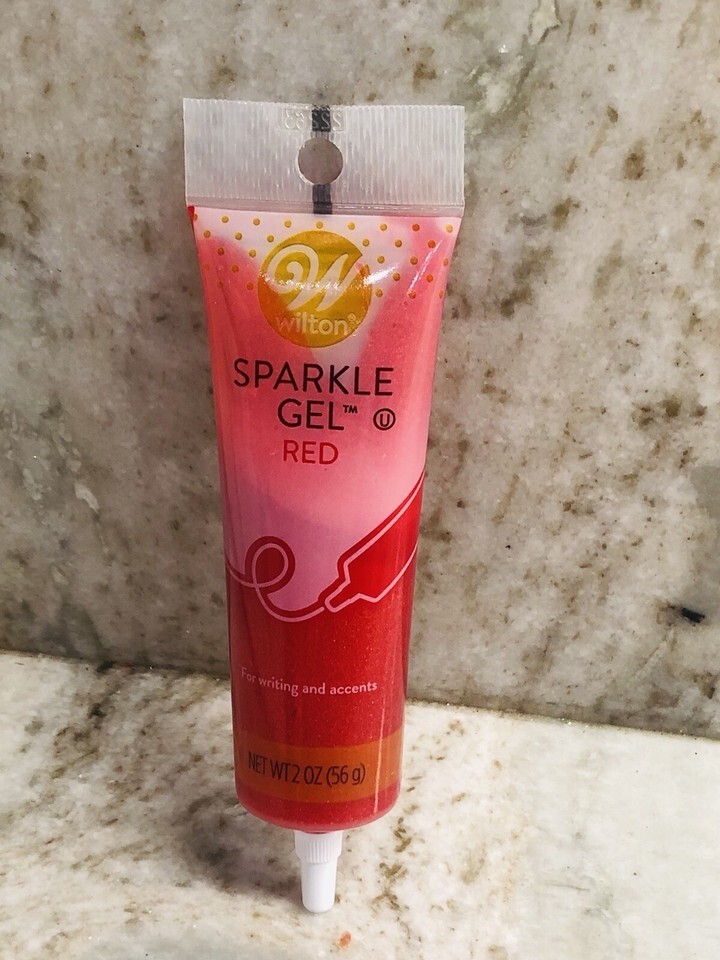 W
wilton®
SPARKLE
GEL™ Ⓤ
RED
For writing and accents
NET WT 2 OZ (56 g)